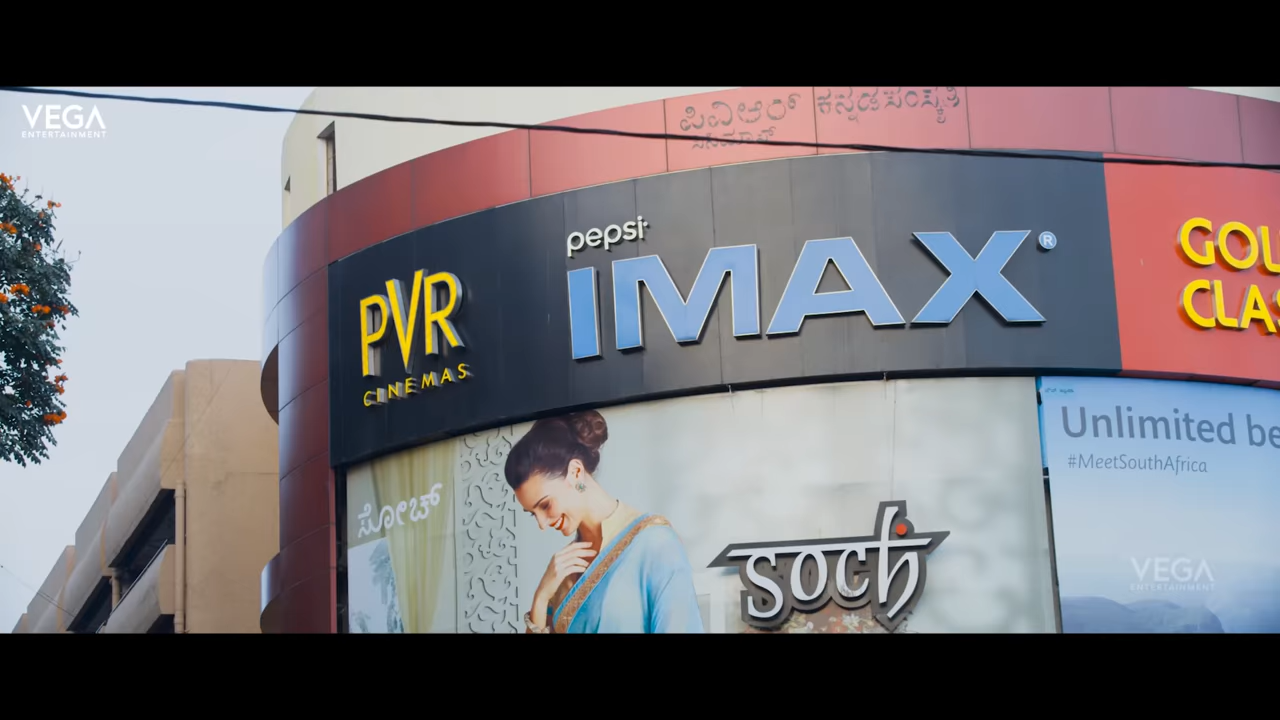 VEGA
ENTERTAINMENT
ಪಿವಿಆರ್
ಸಿನಿಮಾಸ್
ಕನ್ನಡ ಸಂಸ್ಕೃತಿ
PVR
CINEMAS
pepsi
IMAX®
GOL
CLAS
Unlimited be
#MeetSouthAfrica
ಸೋಚ್
soch
VEGA
ENTERTAINMENT